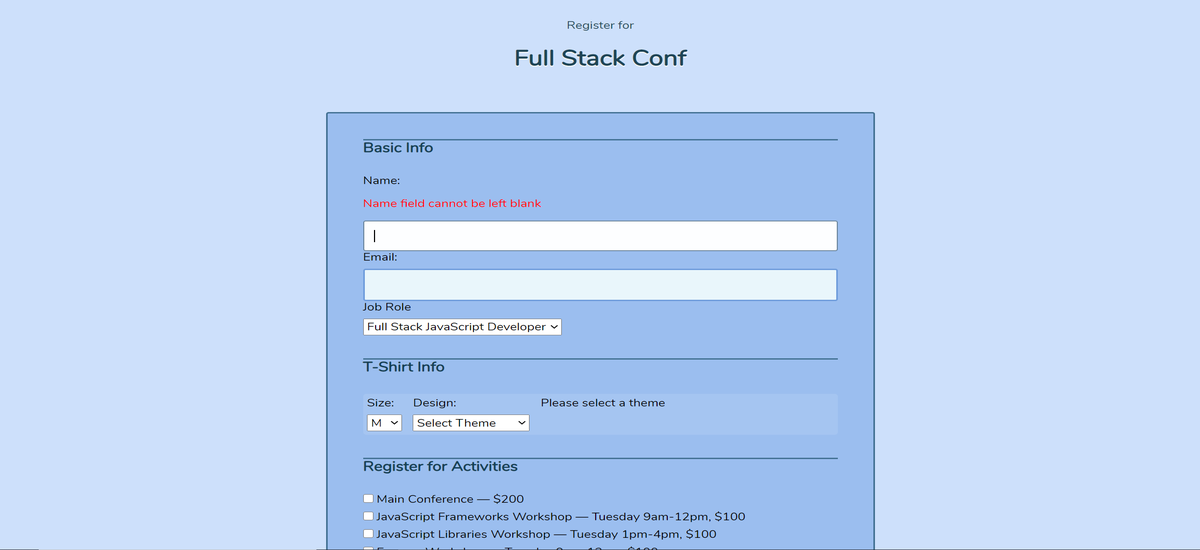 Register for
Full Stack Conf
Basic Info
Name:
Name field cannot be left blank
Email:
Job Role
Full Stack JavaScript Developer
T-Shirt Info
Size: Design: Please select a theme
M Select Theme
Register for Activities
Main Conference — $200
JavaScript Frameworks Workshop — Tuesday 9am-12pm, $100
JavaScript Libraries Workshop — Tuesday 1pm-4pm, $100